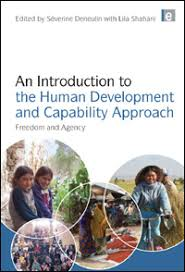 Edited by Séverine Deneulin with Lila Shahani
An Introduction to
the Human Development
and Capability Approach
Freedom and Agency